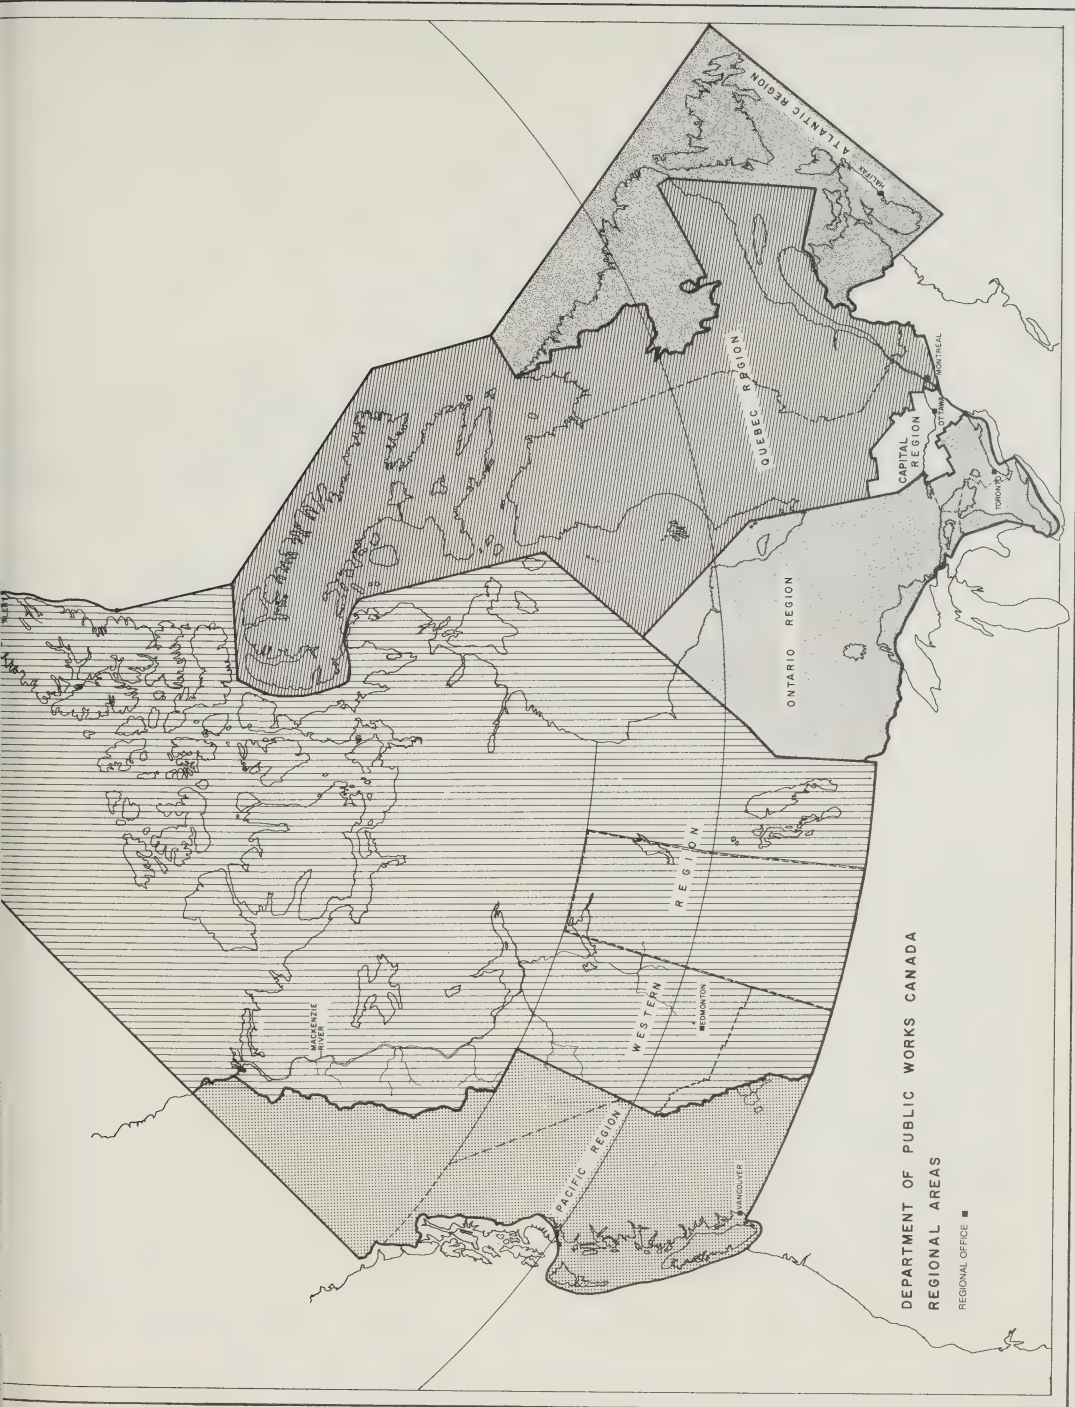 DEPARTMENT OF PUBLIC WORKS CANADA
REGIONAL AREAS
REGIONAL OFFICE ■
PACIFIC REGION
VANCOUVER
WESTERN REGION
EDMONTON
MACKENZIE
RIVER
ONTARIO REGION
TORONTO
CAPITAL
REGION
OTTAWA
QUEBEC REGION
MONTREAL
ATLANTIC REGION
HALIFAX